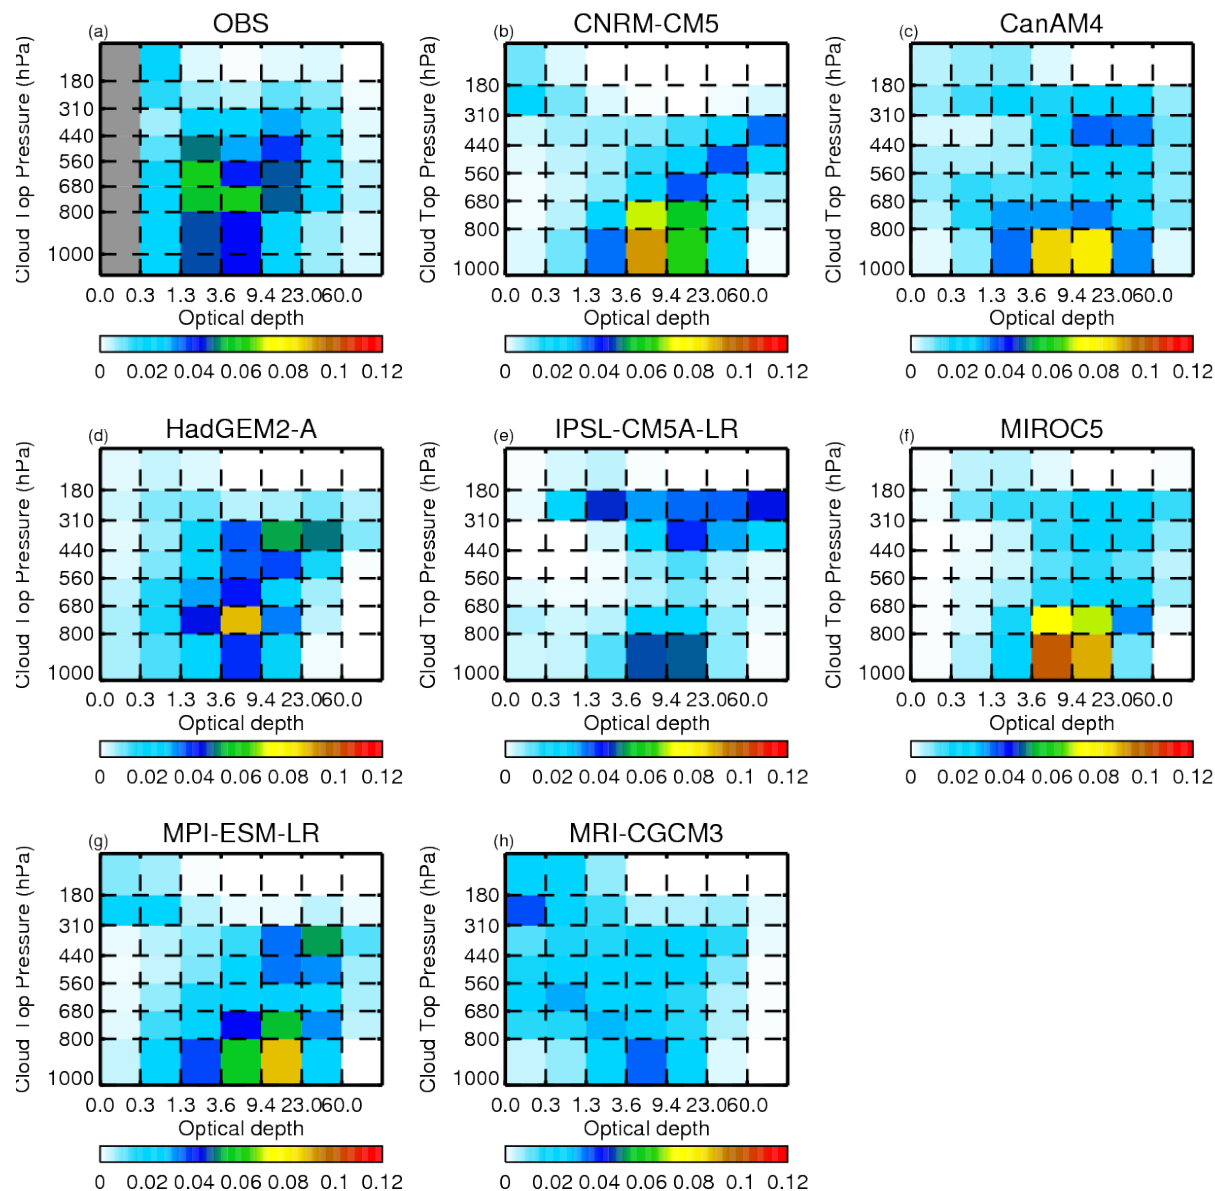 (a) OBS
Cloud Top Pressure (hPa)
180
310
440
560
680
800
1000
0.0 0.3 1.3 3.6 9.4 23.0 60.0
Optical depth
0 0.02 0.04 0.06 0.08 0.1 0.12
(b) CNRM-CM5
Cloud Top Pressure (hPa)
180
310
440
560
680
800
1000
0.0 0.3 1.3 3.6 9.4 23.0 60.0
Optical depth
0 0.02 0.04 0.06 0.08 0.1 0.12
(c) CanAM4
Cloud Top Pressure (hPa)
180
310
440
560
680
800
1000
0.0 0.3 1.3 3.6 9.4 23.0 60.0
Optical depth
0 0.02 0.04 0.06 0.08 0.1 0.12
(d) HadGEM2-A
Cloud Top Pressure (hPa)
180
310
440
560
680
800
1000
0.0 0.3 1.3 3.6 9.4 23.0 60.0
Optical depth
0 0.02 0.04 0.06 0.08 0.1 0.12
(e) IPSL-CM5A-LR
Cloud Top Pressure (hPa)
180
310
440
560
680
800
1000
0.0 0.3 1.3 3.6 9.4 23.0 60.0
Optical depth
0 0.02 0.04 0.06 0.08 0.1 0.12
(f) MIROC5
Cloud Top Pressure (hPa)
180
310
440
560
680
800
1000
0.0 0.3 1.3 3.6 9.4 23.0 60.0
Optical depth
0 0.02 0.04 0.06 0.08 0.1 0.12
(g) MPI-ESM-LR
Cloud Top Pressure (hPa)
180
310
440
560
680
800
1000
0.0 0.3 1.3 3.6 9.4 23.0 60.0
Optical depth
0 0.02 0.04 0.06 0.08 0.1 0.12
(h) MRI-CGCM3
Cloud Top Pressure (hPa)
180
310
440
560
680
800
1000
0.0 0.3 1.3 3.6 9.4 23.0 60.0
Optical depth
0 0.02 0.04 0.06 0.08 0.1 0.12